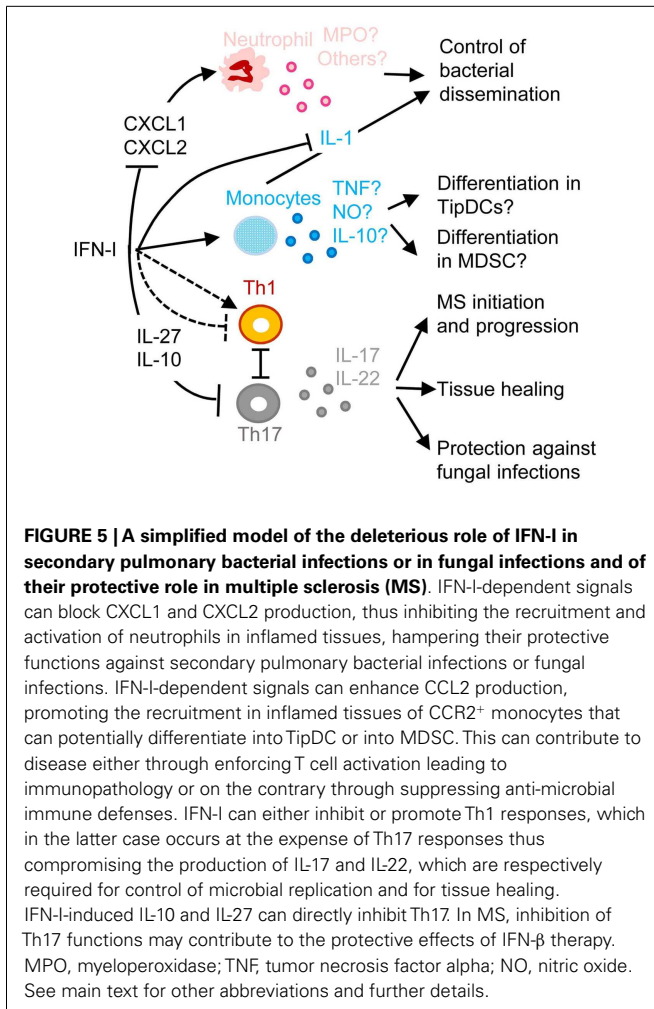 Neutrophil
MPO?
Others?
Control of
bacterial
dissemination
CXCL1
CXCL2
IL-1
Monocytes
TNF?
NO?
IL-10?
Differentiation in
TipDCs?
Differentiation
in MDSC?
IFN-I
Th1
MS initiation
and progression
IL-27
IL-10
IL-17
IL-22
Tissue healing
Th17
Protection against
fungal infections
FIGURE 5 | A simplified model of the deleterious role of IFN-I in
secondary pulmonary bacterial infections or in fungal infections and of
their protective role in multiple sclerosis (MS). IFN-I-dependent signals
can block CXCL1 and CXCL2 production, thus inhibiting the recruitment and
activation of neutrophils in inflamed tissues, hampering their protective
functions against secondary pulmonary bacterial infections or fungal
infections. IFN-I-dependent signals can enhance CCL2 production,
promoting the recruitment in inflamed tissues of CCR2⁺ monocytes that
can potentially differentiate into TipDC or into MDSC. This can contribute to
disease either through enforcing T cell activation leading to
immunopathology or on the contrary through suppressing anti-microbial
immune defenses. IFN-I can either inhibit or promote Th1 responses, which
in the latter case occurs at the expense of Th17 responses thus
compromising the production of IL-17 and IL-22, which are respectively
required for control of microbial replication and for tissue healing.
IFN-I-induced IL-10 and IL-27 can directly inhibit Th17. In MS, inhibition of
Th17 functions may contribute to the protective effects of IFN-β therapy.
MPO, myeloperoxidase; TNF, tumor necrosis factor alpha; NO, nitric oxide.
See main text for other abbreviations and further details.